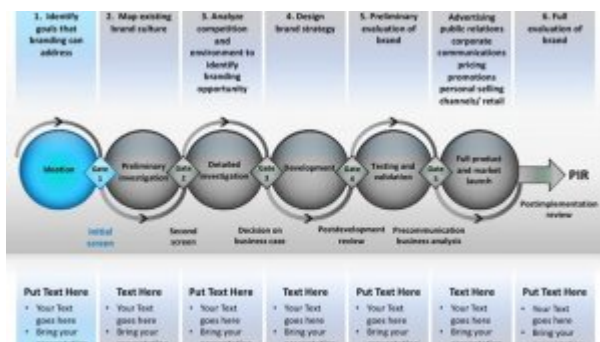 1. Identify
goals that
branding can
address
2. Map existing
brand culture
3. Analyze
competition
and
environment to
identify
branding
opportunity
4. Design
brand strategy
5. Preliminary
evaluation of
brand
Advertising
public relations
corporate
communications
pricing
promotions
personal selling
channels/ retail
6. Full
evaluation of
brand
Ideation
Gate
1
Preliminary
investigation
Gate
2
Detailed
investigation
Gate
3
Development
Gate
4
Testing and
validation
Gate
5
Full product
and market
launch
PIR
Postimplementation
review
Initial
screen
Second
screen
Decision on
business case
Postdevelopment
review
Precommunication
business analysis
Put Text Here
• Your Text
goes here
• Bring your
Text Here
• Your Text
goes here
• Bring your
Put Text Here
• Your Text
goes here
• Bring your
Text Here
• Your Text
goes here
• Bring your
Put Text Here
• Your Text
goes here
• Bring your
Text Here
• Your Text
goes here
• Bring your
Put Text Here
• Your Text
goes here
• Bring your